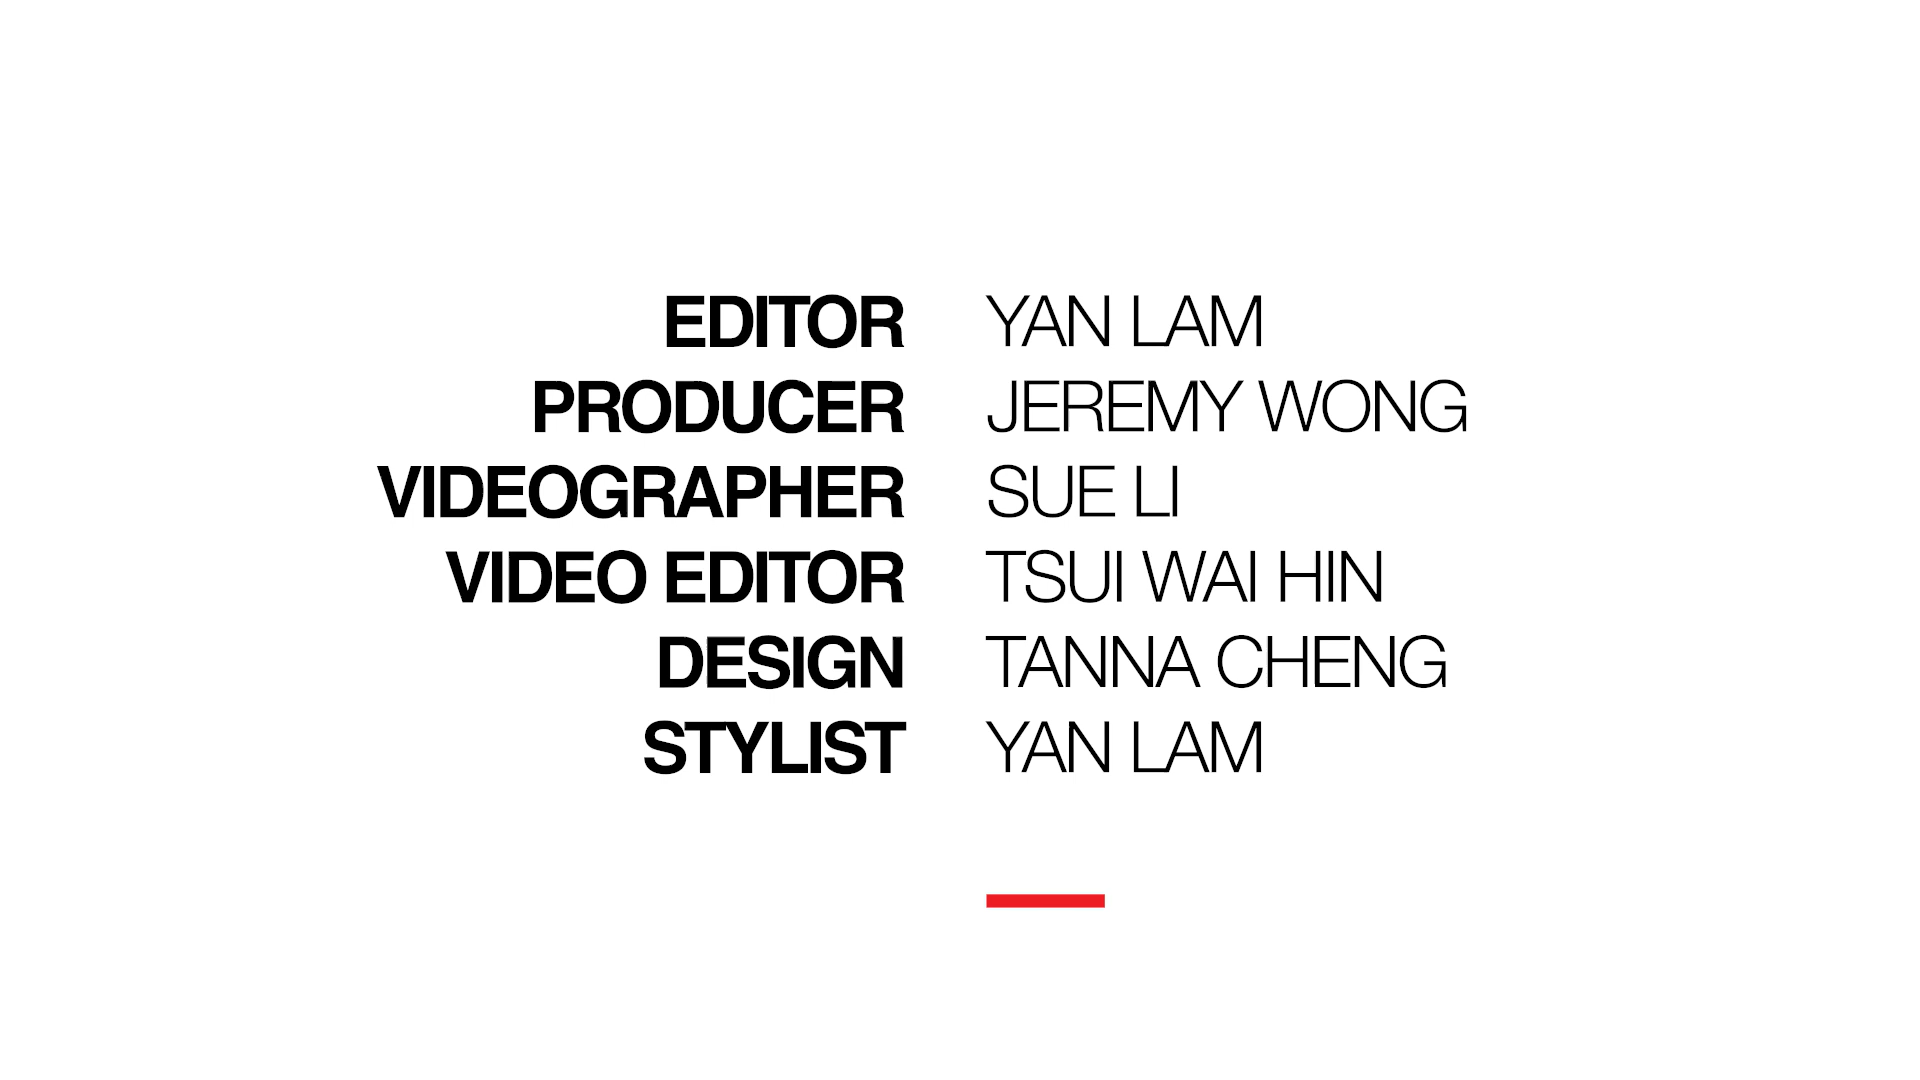 EDITOR YAN LAM
PRODUCER JEREMY WONG
VIDEOGRAPHER SUE LI
VIDEO EDITOR TSUI WAI HIN
DESIGN TANNA CHENG
STYLIST YAN LAM